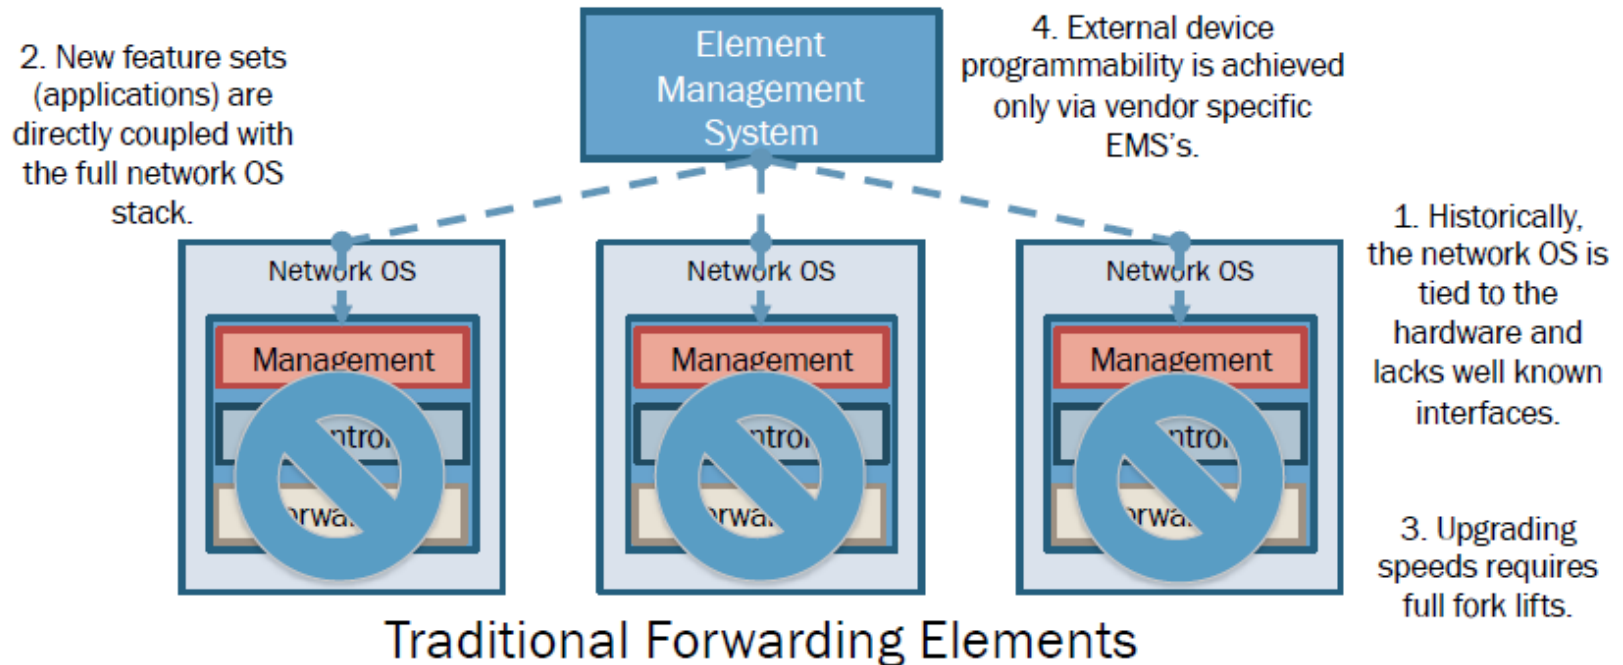 2. New feature sets
(applications) are
directly coupled with
the full network OS
stack.
Element
Management
System
4. External device
programmability is achieved
only via vendor specific
EMS's.
1. Historically,
the network OS is
tied to the
hardware and
lacks well known
interfaces.
3. Upgrading
speeds requires
full fork lifts.
Network OS
Management
Network OS
Management
Network OS
Management
Traditional Forwarding Elements